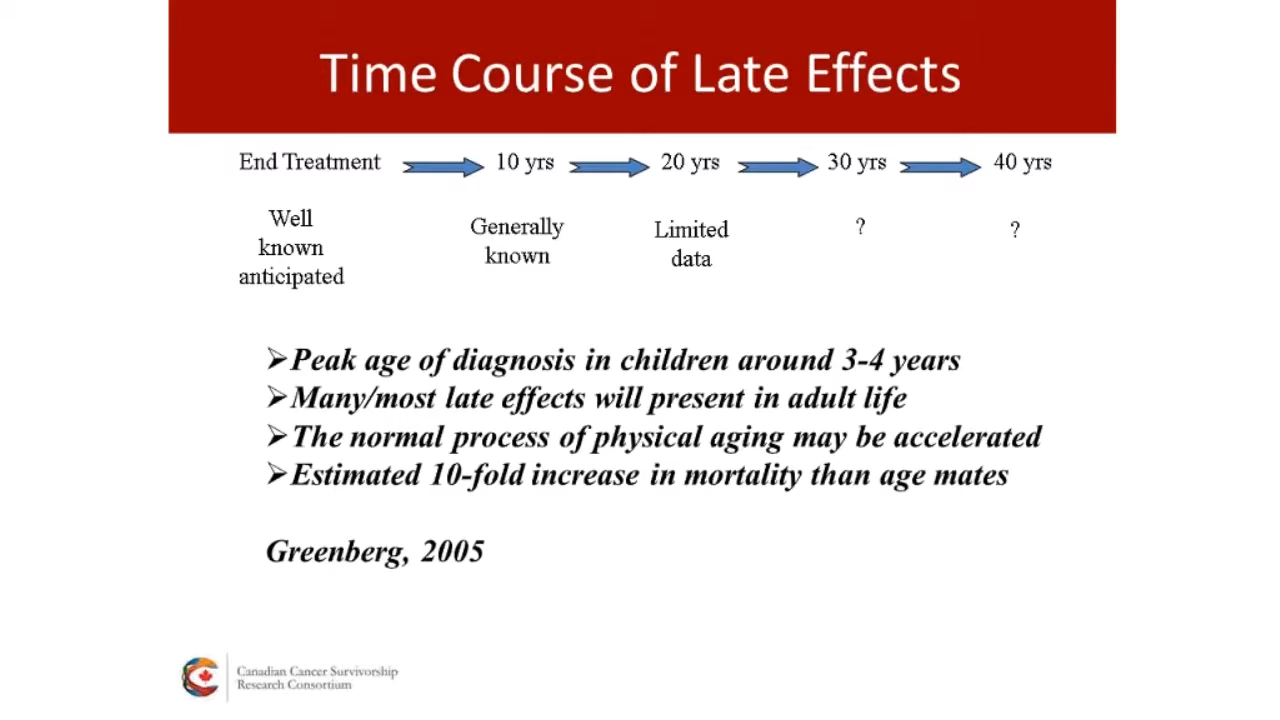 Time Course of Late Effects
End Treatment 10 yrs 20 yrs 30 yrs 40 yrs
Well
known
anticipated
Generally
known
Limited
data
?
?
➢Peak age of diagnosis in children around 3-4 years
➢Many/most late effects will present in adult life
➢The normal process of physical aging may be accelerated
➢Estimated 10-fold increase in mortality than age mates
Greenberg, 2005
Canadian Cancer Survivorship
Research Consortium